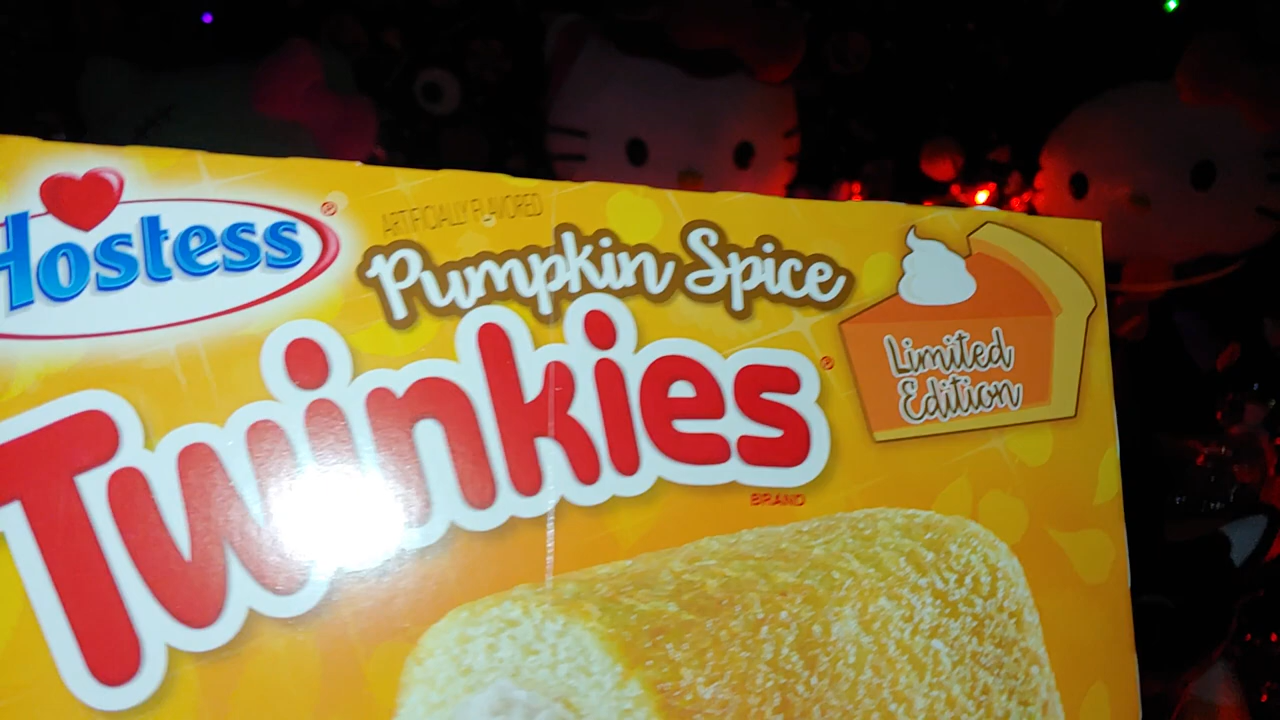 Hostess®
ARTIFICIALLY FLAVORED
Pumpkin Spice
Twinkies®
BRAND
Limited
Edition